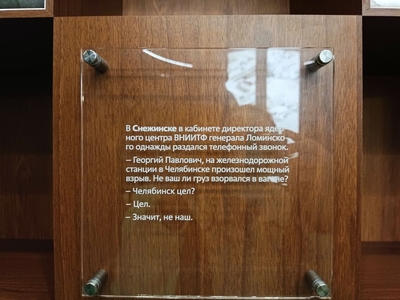 В Снежинске в кабинете директора ядер-
ного центра ВНИИТФ генерала Ломинско-
го однажды раздался телефонный звонок.
– Георгий Павлович, на железнодорожной
станции в Челябинске произошел мощный
взрыв. Не ваш ли груз взорвался в вагоне?
– Челябинск цел?
– Цел.
– Значит, не наш.